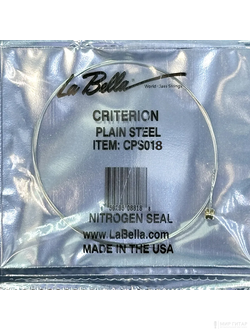 La Bella
World Class Strings
CRITERION
PLAIN STEEL
ITEM: CPS018
NITROGEN SEAL
www.LaBella.com
MADE IN THE USA